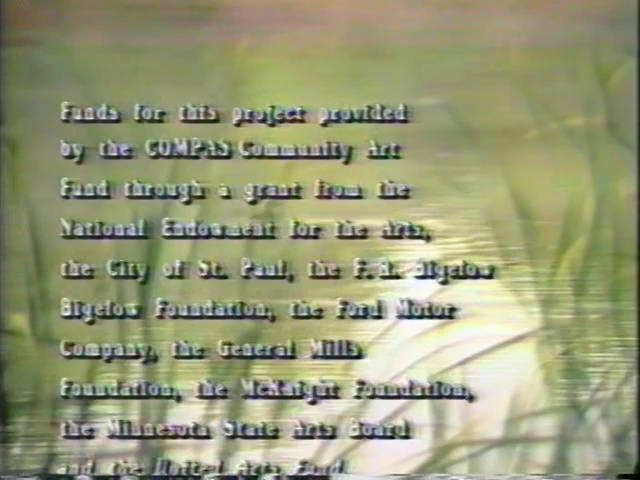 Funds for this project provided
by the COMPAS Community Art
Fund through a grant from the
National Endowment for the Arts,
the City of St. Paul, the F.R. Bigelow
Bigelow Foundation, the Ford Motor
Company, the General Mills
Foundation, the McKnight Foundation,
the Minnesota State Arts Board
and the United Arts Fund.